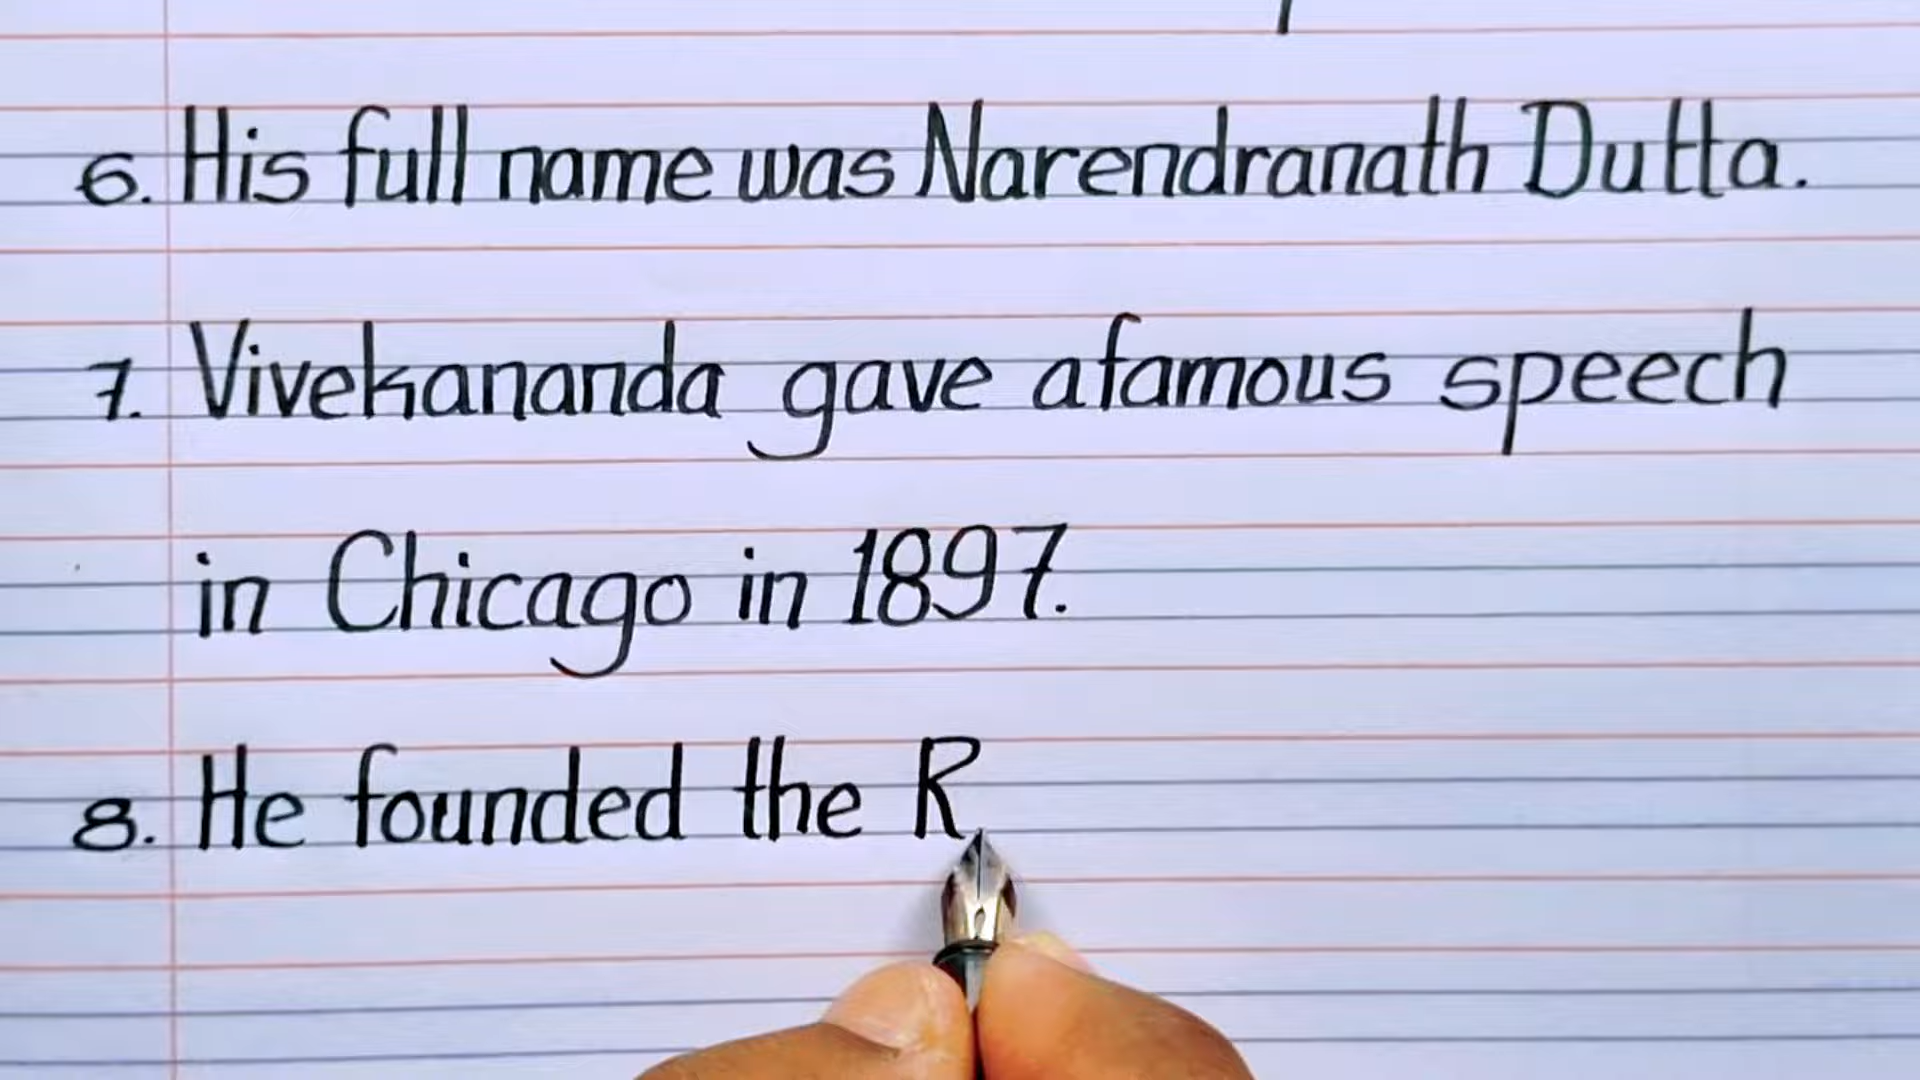 6. His full name was Narendranath Dutta.
7. Vivekananda gave afamous speech
in Chicago in 1897.
8. He founded the R